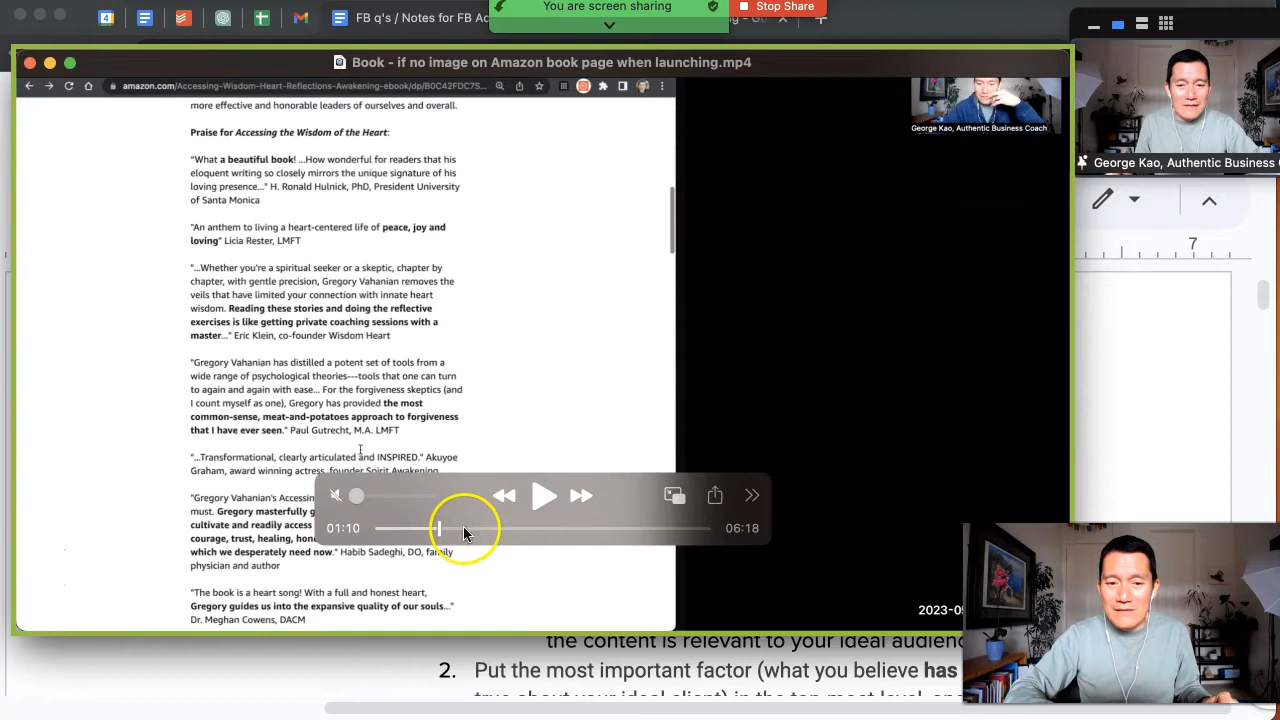 FB q's / Notes for FB Ad
You are screen sharing
Stop Share
Book - if no image on Amazon book page when launching.mp4
amazon.com/Accessing-Wisdom-Heart-Reflections-Awakening-ebook/dp/B0C42FDC7S...
George Kao, Authentic Business Coach
George Kao, Authentic Business
more effective and honorable leaders of ourselves and overall.
Praise for Accessing the Wisdom of the Heart:
"What a beautiful book! ...How wonderful for readers that his
eloquent writing so closely mirrors the unique signature of his
loving presence..." H. Ronald Hulnick, PhD, President University
of Santa Monica
"An anthem to living a heart-centered life of peace, joy and
loving" Licia Rester, LMFT
"...Whether you're a spiritual seeker or a skeptic, chapter by
chapter, with gentle precision, Gregory Vahanian removes the
veils that have limited your connection with innate heart
wisdom. Reading these stories and doing the reflective
exercises is like getting private coaching sessions with a
master..." Eric Klein, co-founder Wisdom Heart
"Gregory Vahanian has distilled a potent set of tools from a
wide range of psychological theories---tools that one can turn
to again and again with ease... For the forgiveness skeptics (and
I count myself as one), Gregory has provided the most
common-sense, meat-and-potatoes approach to forgiveness
that I have ever seen." Paul Gutrecht, M.A. LMFT
"...Transformational, clearly articulated and INSPIRED." Akuyoe
Graham, award winning actress, founder Spirit Awakening
"Gregory Vahanian's Accessin
must. Gregory masterfully g
cultivate and readily access
courage, trust, healing, hone
which we desperately need now." Habib Sadeghi, DO, family
physician and author
"The book is a heart song! With a full and honest heart,
Gregory guides us into the expansive quality of our souls..."
Dr. Meghan Cowens, DACM
01:10
06:18
7
2023-0
the content is relevant to your ideal audien
2. Put the most important factor (what you believe has